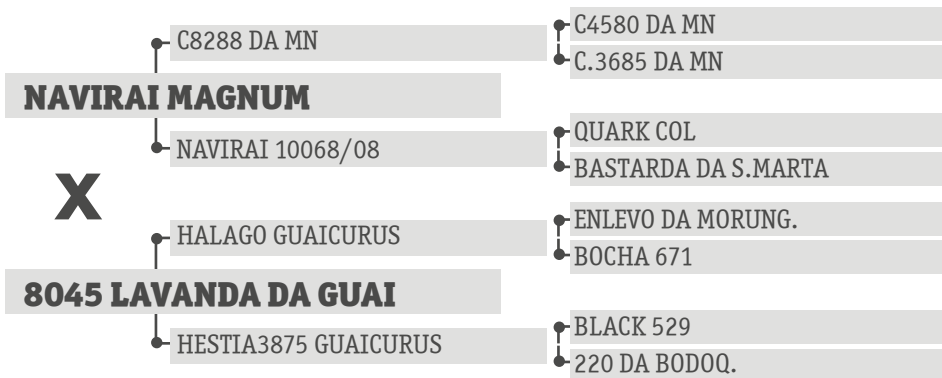 C4580 DA MN
C8288 DA MN
C.3685 DA MN
NAVIRAI MAGNUM
QUARK COL
NAVIRAI 10068/08
BASTARDA DA S.MARTA
X
ENLEVO DA MORUNG.
HALAGO GUAICURUS
BOCHA 671
8045 LAVANDA DA GUAI
BLACK 529
HESTIA3875 GUAICURUS
220 DA BODOQ.